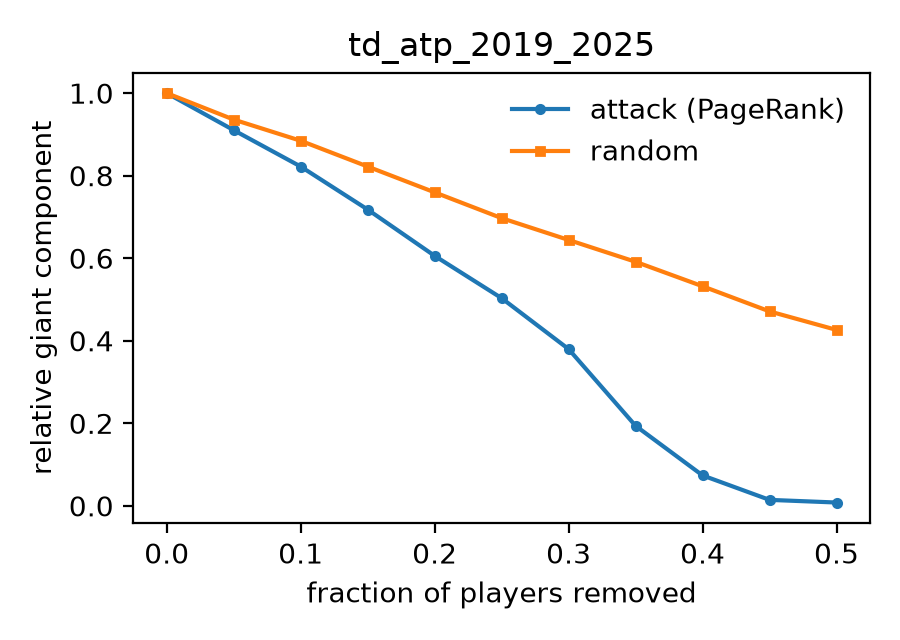 td_atp_2019_2025
attack (PageRank)
random
relative giant component
1.0
0.8
0.6
0.4
0.2
0.0
0.0 0.1 0.2 0.3 0.4 0.5
fraction of players removed